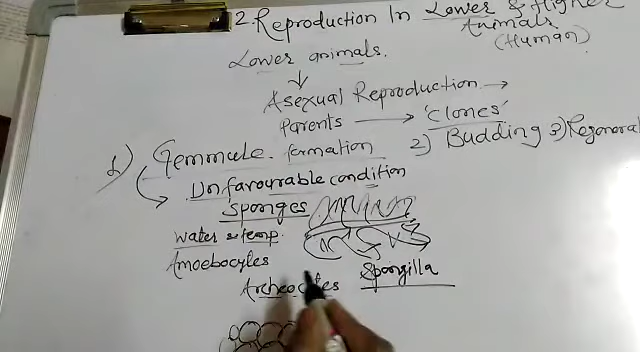 2. Reproduction In Lower & Higher
Animals.
(Human)
Lower animals.
Asexual Reproduction
Parents
'Clones'
1) Gemmule formation 2) Budding 3) Regenerat
Unfavourable condition
Sponges
Water & temp.
Amoebocytes
Archeocytes
Spongilla